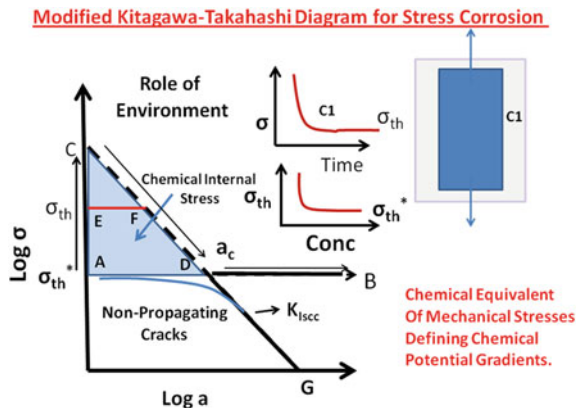 Modified Kitagawa-Takahashi Diagram for Stress Corrosion
Role of
Environment
C
Chemical Internal
Stress
σth
E
F
Log σ
σth*
A
D
ac
B
Non-Propagating
Cracks
KIscc
Log a
G
σ
C1
σth
Time
σth
σth*
Conc
C1
Chemical Equivalent
Of Mechanical Stresses
Defining Chemical
Potential Gradients.